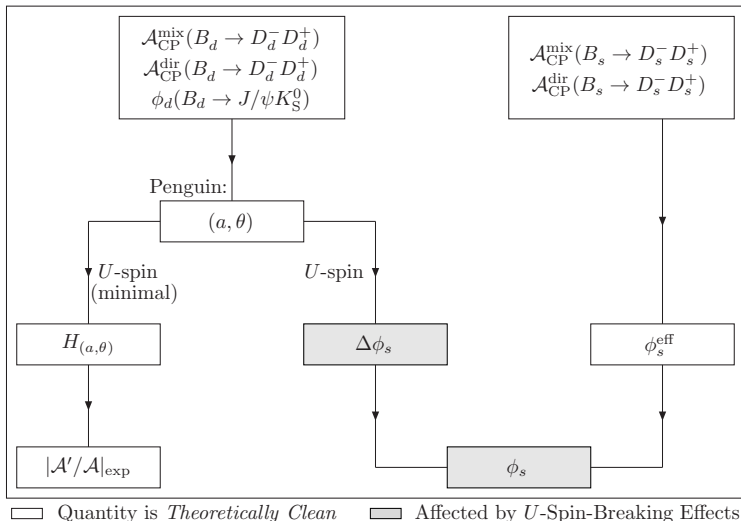 𝒜_CP^mix(B_d → D_d^− D_d^+)
𝒜_CP^dir(B_d → D_d^− D_d^+)
ϕ_d(B_d → J/ψK_S^0)
𝒜_CP^mix(B_s → D_s^− D_s^+)
𝒜_CP^dir(B_s → D_s^− D_s^+)
Penguin:
(a, θ)
U-spin
(minimal)
U-spin
H_(a,θ)
Δϕ_s
ϕ_s^eff
|𝒜′/𝒜|_exp
ϕ_s
Quantity is Theoretically Clean
Affected by U-Spin-Breaking Effects